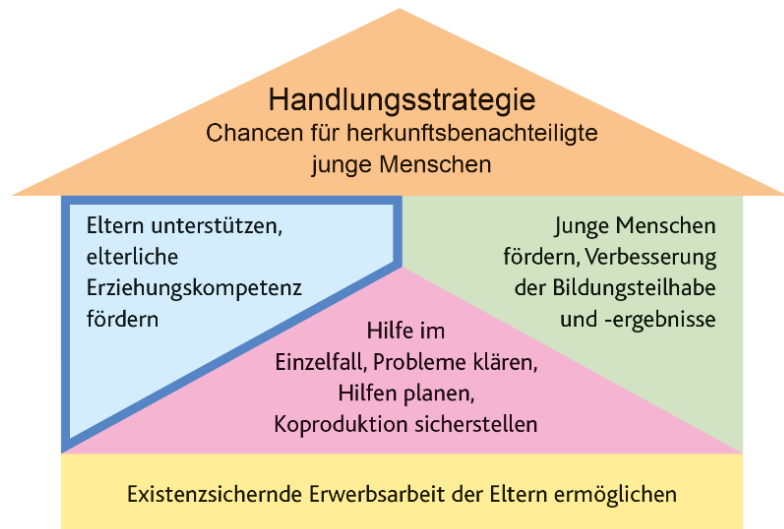 Handlungsstrategie
Chancen für herkunftsbenachteiligte
junge Menschen
Eltern unterstützen,
elterliche
Erziehungskompetenz
fördern
Junge Menschen
fördern, Verbesserung
der Bildungsteilhabe
und -ergebnisse
Hilfe im
Einzelfall, Probleme klären,
Hilfen planen,
Koproduktion sicherstellen
Existenzsichernde Erwerbsarbeit der Eltern ermöglichen